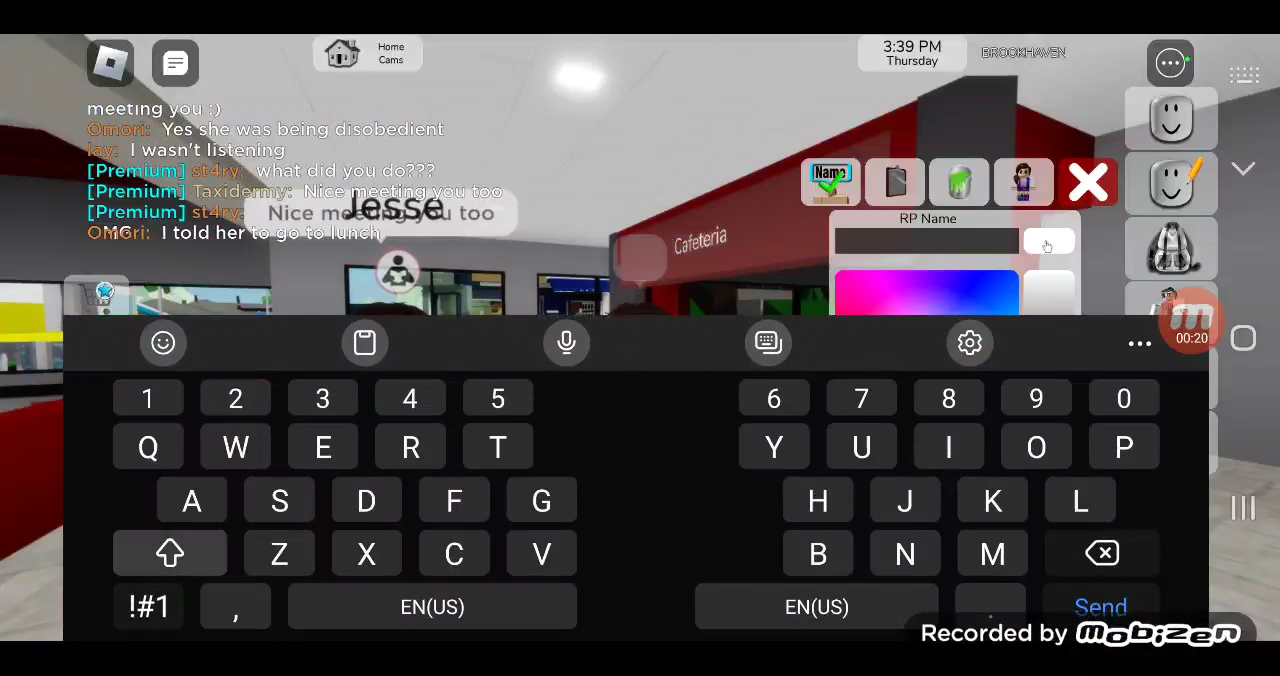 Home
Cams
3:39 PM
Thursday
BROOKHAVEN
meeting you :)
Omori: Yes she was being disobedient
lay: I wasn't listening
[Premium] st4ry: what did you do???
[Premium] Taxidermy: Nice meeting you too
[Premium] st4ry:
OMG
Omori: I told her to go to lunch
Jesse
Nice meeting you too
Cafeteria
Name
RP Name
00:20
1 2 3 4 5 6 7 8 9 0
Q W E R T Y U I O P
A S D F G H J K L
Z X C V B N M
!#1 , EN(US) EN(US) . Send
Recorded by mobizen